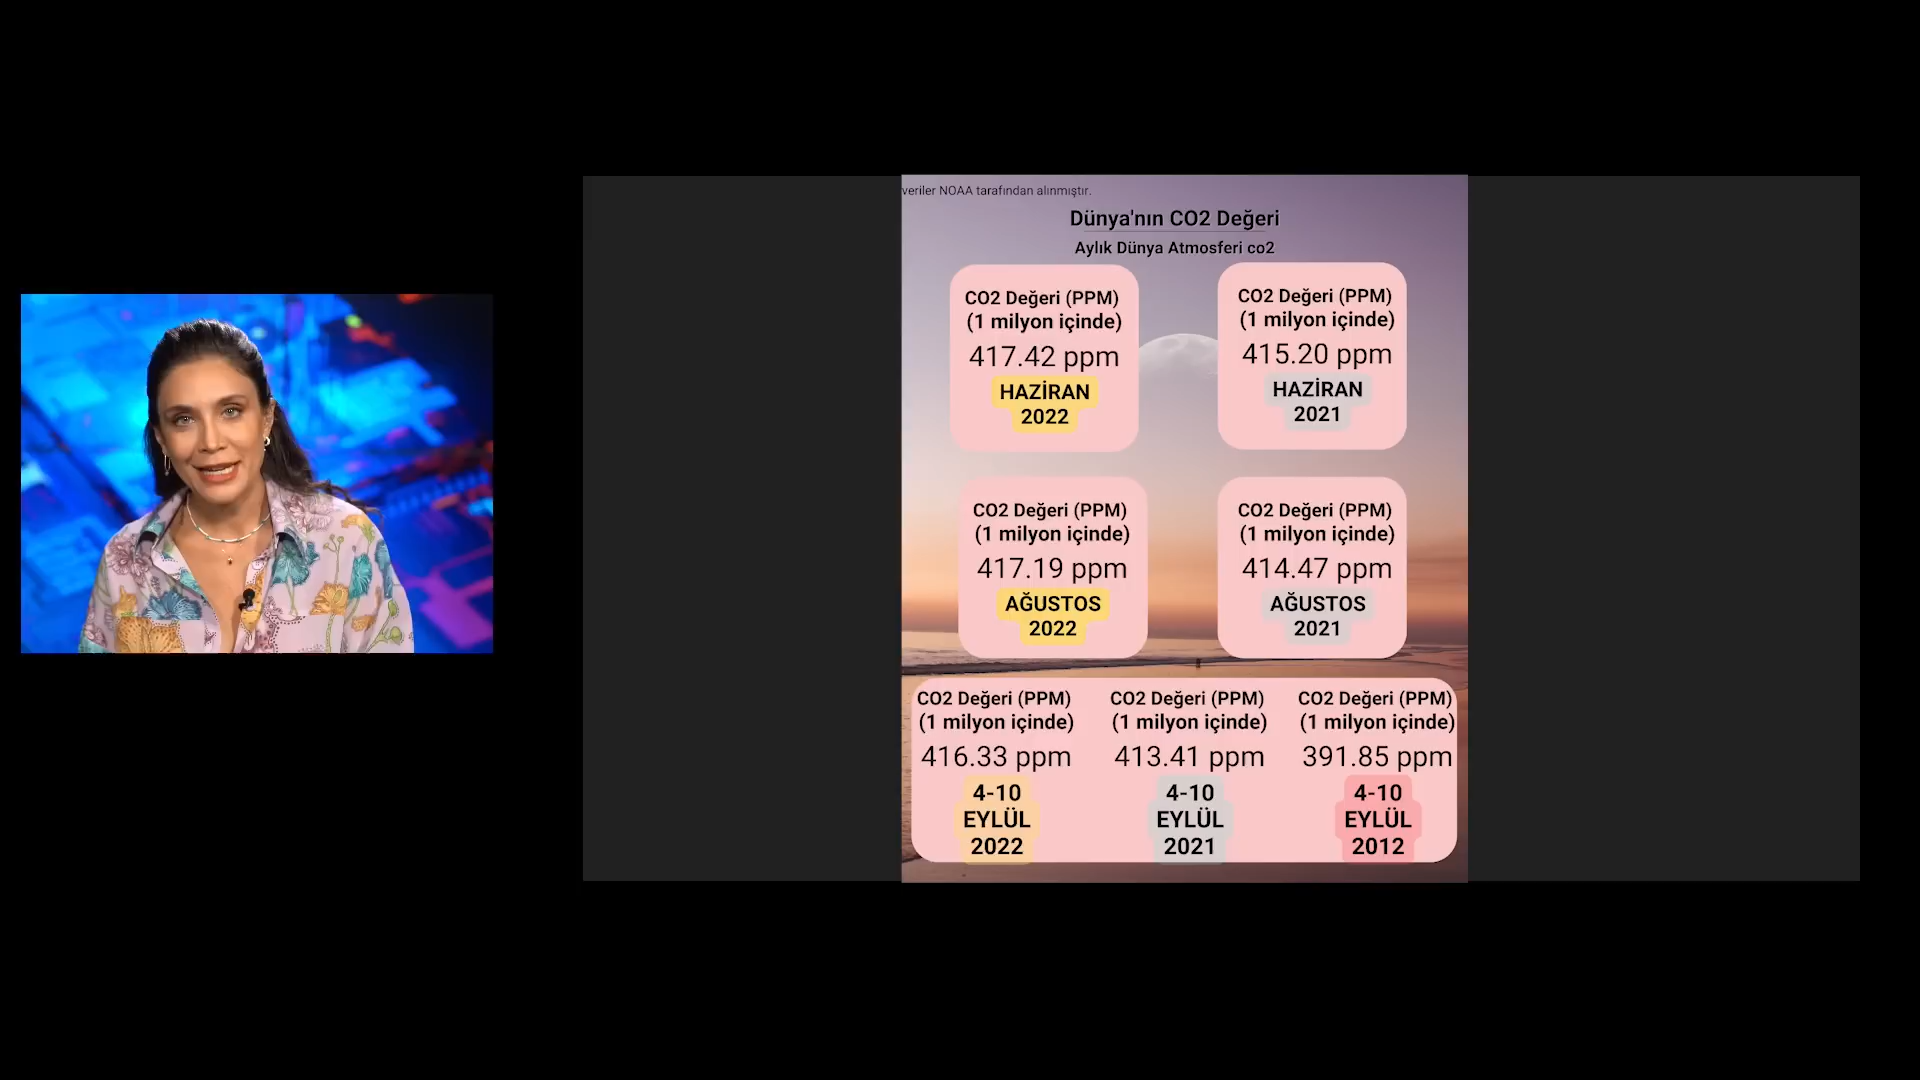 veriler NOAA tarafından alınmıştır.
Dünya'nın CO2 Değeri
Aylık Dünya Atmosferi co2
CO2 Değeri (PPM)
(1 milyon içinde)
417.42 ppm
HAZİRAN
2022
CO2 Değeri (PPM)
(1 milyon içinde)
415.20 ppm
HAZİRAN
2021
CO2 Değeri (PPM)
(1 milyon içinde)
417.19 ppm
AĞUSTOS
2022
CO2 Değeri (PPM)
(1 milyon içinde)
414.47 ppm
AĞUSTOS
2021
CO2 Değeri (PPM)
(1 milyon içinde)
416.33 ppm
4-10
EYLÜL
2022
CO2 Değeri (PPM)
(1 milyon içinde)
413.41 ppm
4-10
EYLÜL
2021
CO2 Değeri (PPM)
(1 milyon içinde)
391.85 ppm
4-10
EYLÜL
2012